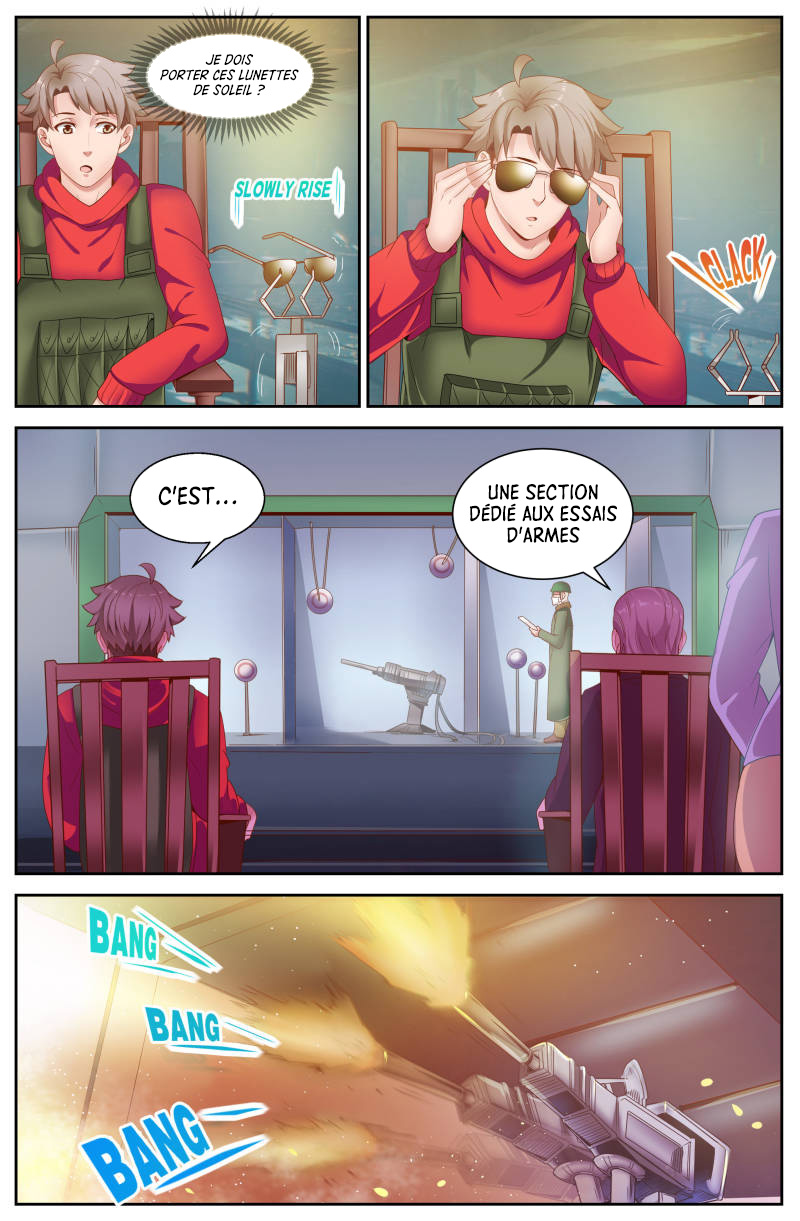 JE DOIS
PORTER CES LUNETTES
DE SOLEIL ?
SLOWLY RISE
CLACK
C'EST...
UNE SECTION
DÉDIÉ AUX ESSAIS
D'ARMES
BANG
BANG
BANG